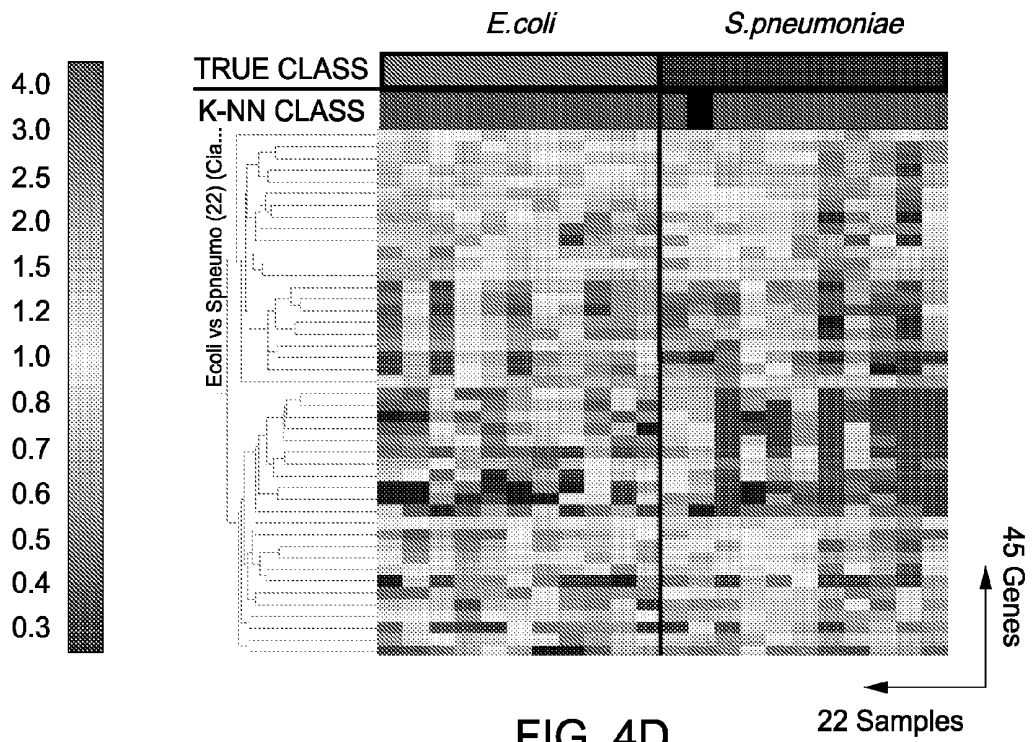 E.coli S.pneumoniae
TRUE CLASS
K-NN CLASS
4.0
3.0
2.5
2.0
1.5
1.2
1.0
0.8
0.7
0.6
0.5
0.4
0.3
Ecoli vs Spneumo (22) (Cla...
45 Genes
22 Samples
FIG. 4D